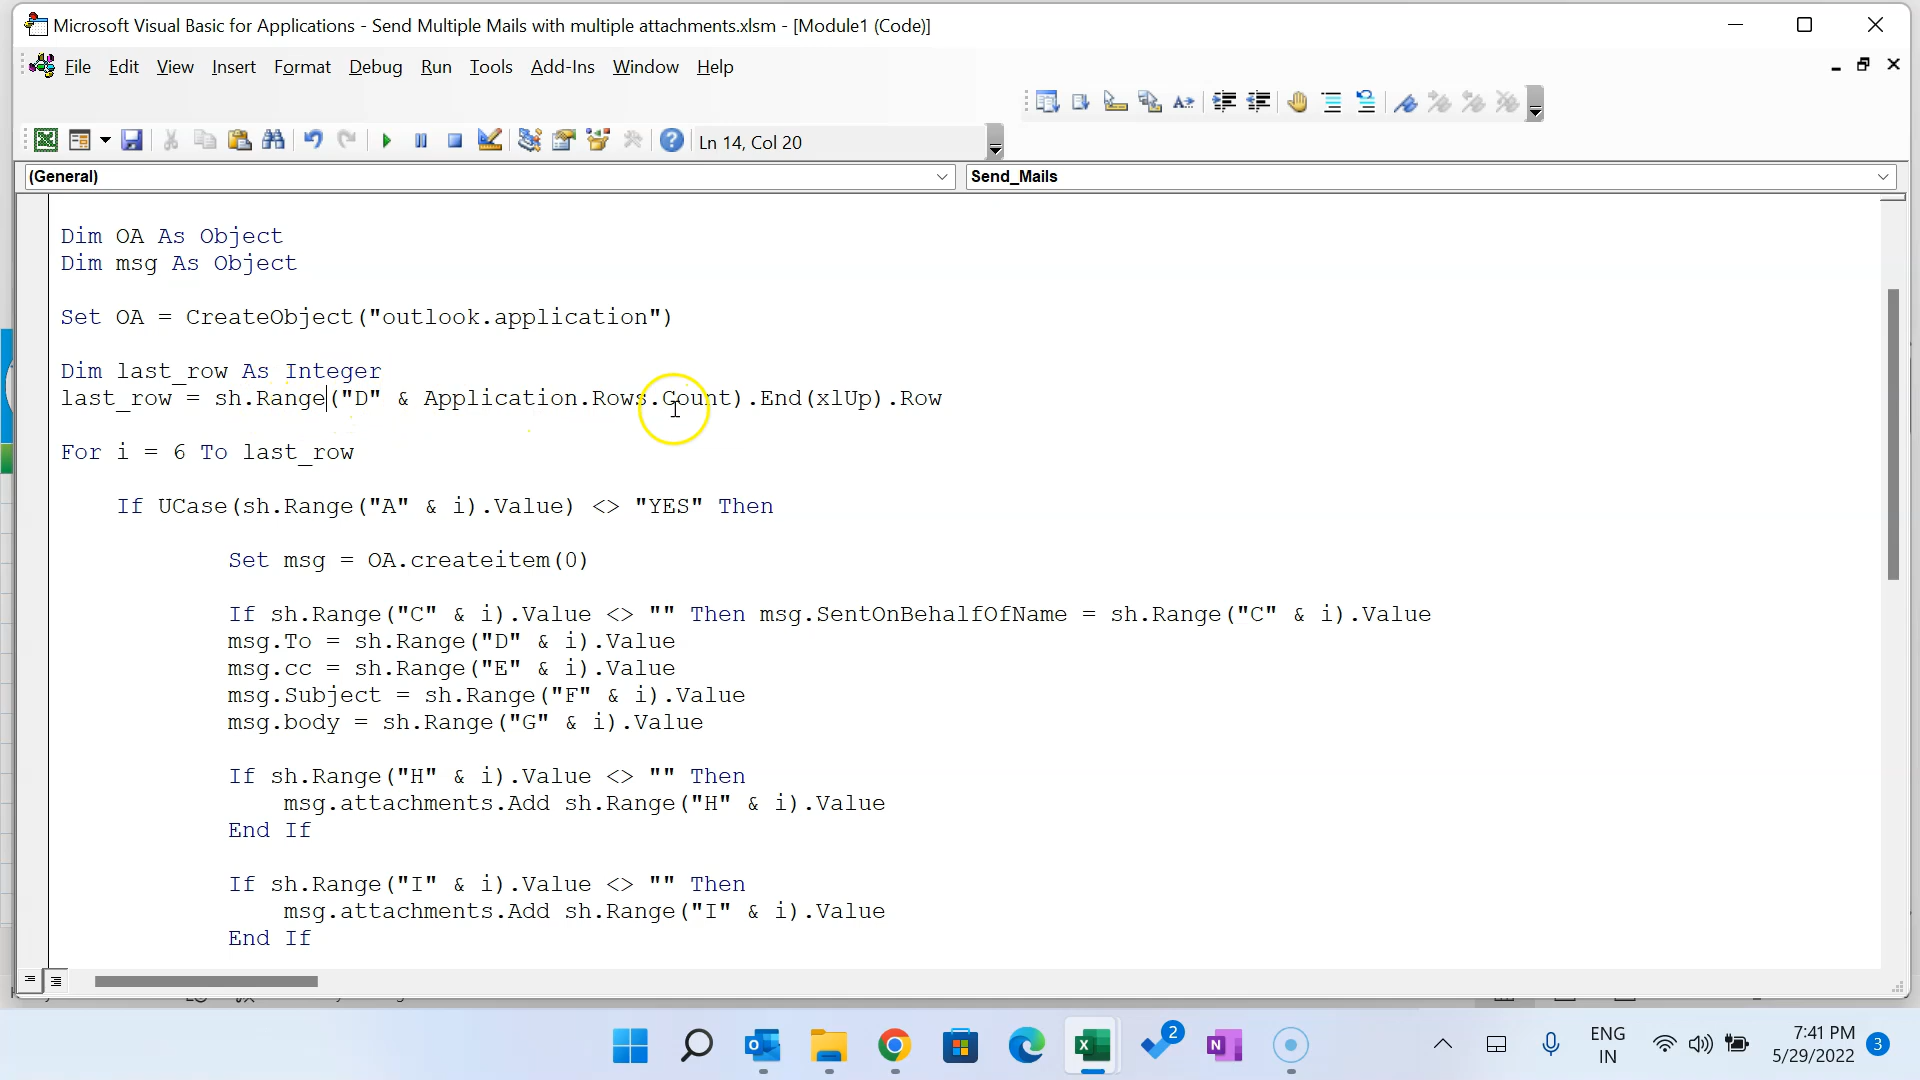 Microsoft Visual Basic for Applications - Send Multiple Mails with multiple attachments.xlsm - [Module1 (Code)]
File Edit View Insert Format Debug Run Tools Add-Ins Window Help
Ln 14, Col 20
(General) Send_Mails
Dim OA As Object
Dim msg As Object
Set OA = CreateObject("outlook.application")
Dim last_row As Integer
last_row = sh.Range("D" & Application.Rows.Count).End(xlUp).Row
For i = 6 To last_row
If UCase(sh.Range("A" & i).Value) <> "YES" Then
Set msg = OA.createitem(0)
If sh.Range("C" & i).Value <> "" Then msg.SentOnBehalfOfName = sh.Range("C" & i).Value
msg.To = sh.Range("D" & i).Value
msg.cc = sh.Range("E" & i).Value
msg.Subject = sh.Range("F" & i).Value
msg.body = sh.Range("G" & i).Value
If sh.Range("H" & i).Value <> "" Then
msg.attachments.Add sh.Range("H" & i).Value
End If
If sh.Range("I" & i).Value <> "" Then
msg.attachments.Add sh.Range("I" & i).Value
End If
2
ENG
IN
7:41 PM
5/29/2022
3